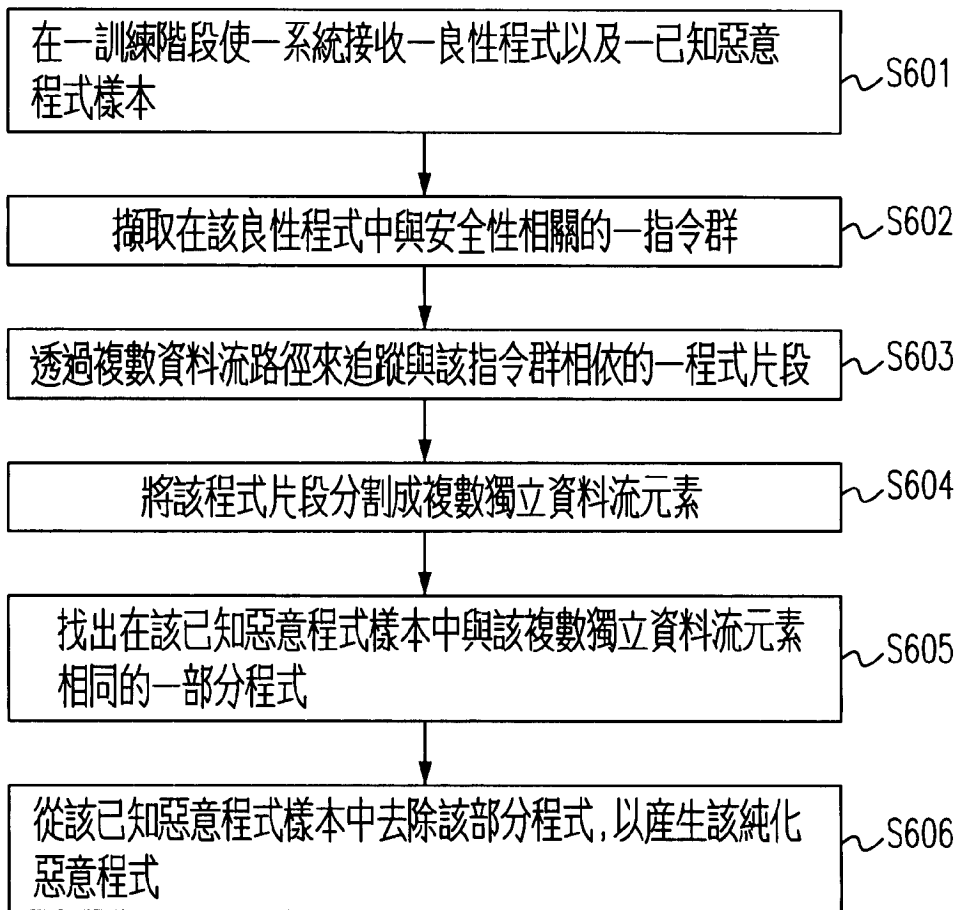 在一訓練階段使一系統接收一良性程式以及一已知惡意
程式樣本
S601
擷取在該良性程式中與安全性相關的一指令群
S602
透過複數資料流路徑來追蹤與該指令群相依的一程式片段
S603
將該程式片段分割成複數獨立資料流元素
S604
找出在該已知惡意程式樣本中與該複數獨立資料流元素
相同的一部分程式
S605
從該已知惡意程式樣本中去除該部分程式,以產生該純化
惡意程式
S606